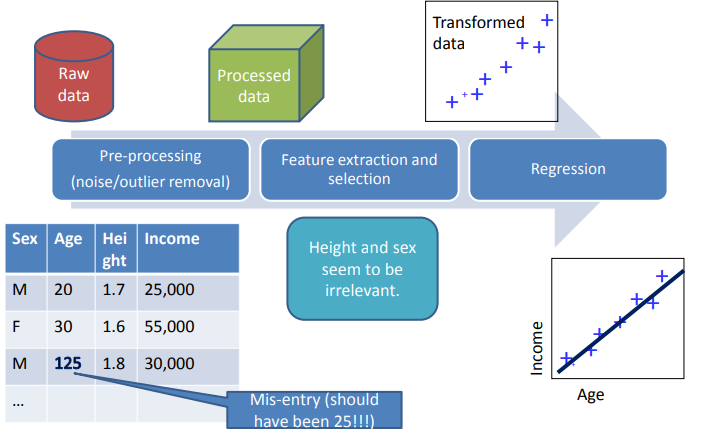 Raw
data
Processed
data
Transformed
data
Pre-processing
(noise/outlier removal)
Feature extraction and
selection
Regression
Sex Age Hei
ght Income
M 20 1.7 25,000
F 30 1.6 55,000
M 125 1.8 30,000
...
Height and sex
seem to be
irrelevant.
Mis-entry (should
have been 25!!!)
Income
Age